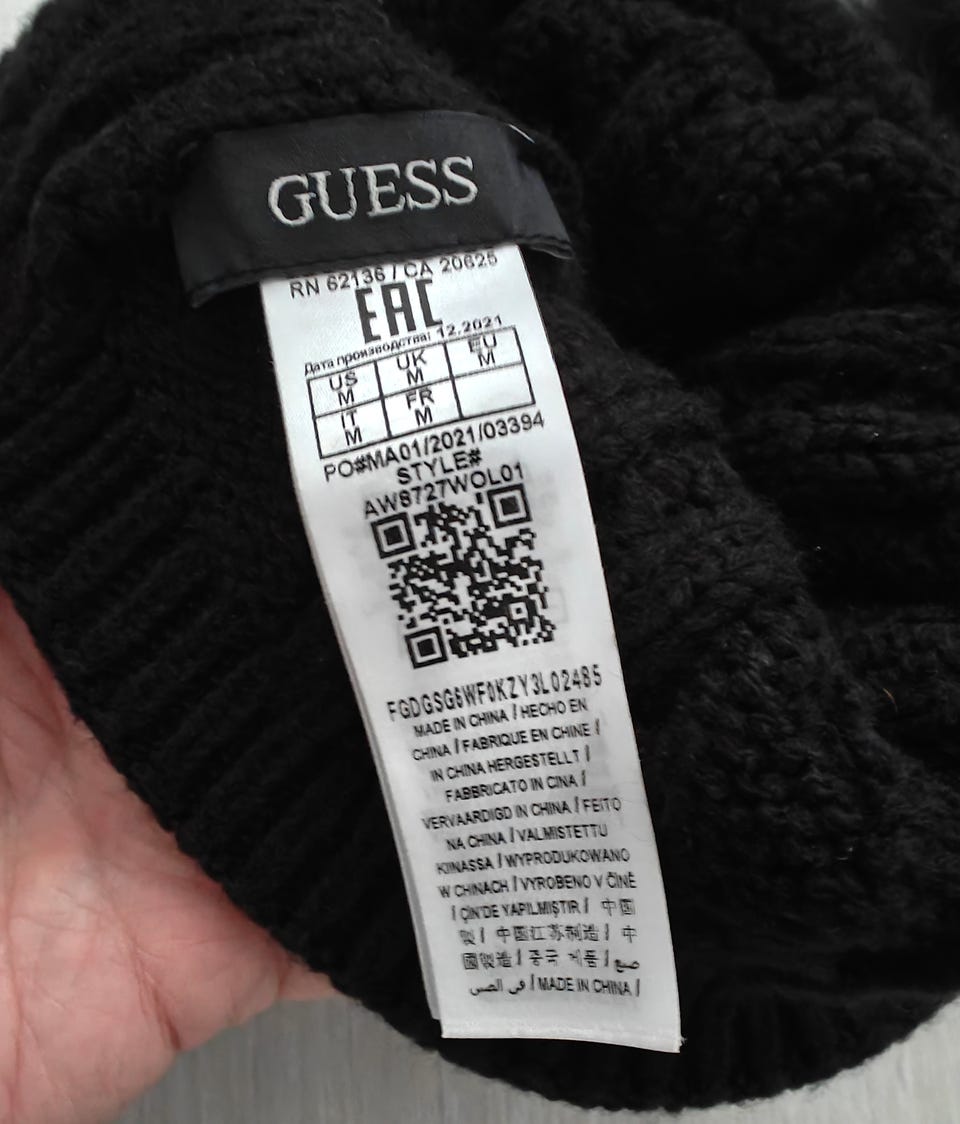 GUESS
RN 62136 / CA 20625
EAC
Дата производства: 12.2021
US M UK M EU M
IT M FR M
PO#MA01/2021/03394
STYLE#
AW8727WOL01
FGDGSG6WF0KZY3L02485
MADE IN CHINA / HECHO EN
CHINA / FABRIQUE EN CHINE /
IN CHINA HERGESTELLT /
FABBRICATO IN CINA /
VERVAARDIGD IN CHINA / FEITO
NA CHINA / VALMISTETTU
KIINASSA / WYPRODUKOWANO
W CHINACH / VYROBENO V ČÍNĚ
/ ÇİN'DE YAPILMIŞTIR / 中国
製 / 中国江苏制造 / 中
國製造 / 중국 제품 / صنع
في الصين / MADE IN CHINA /